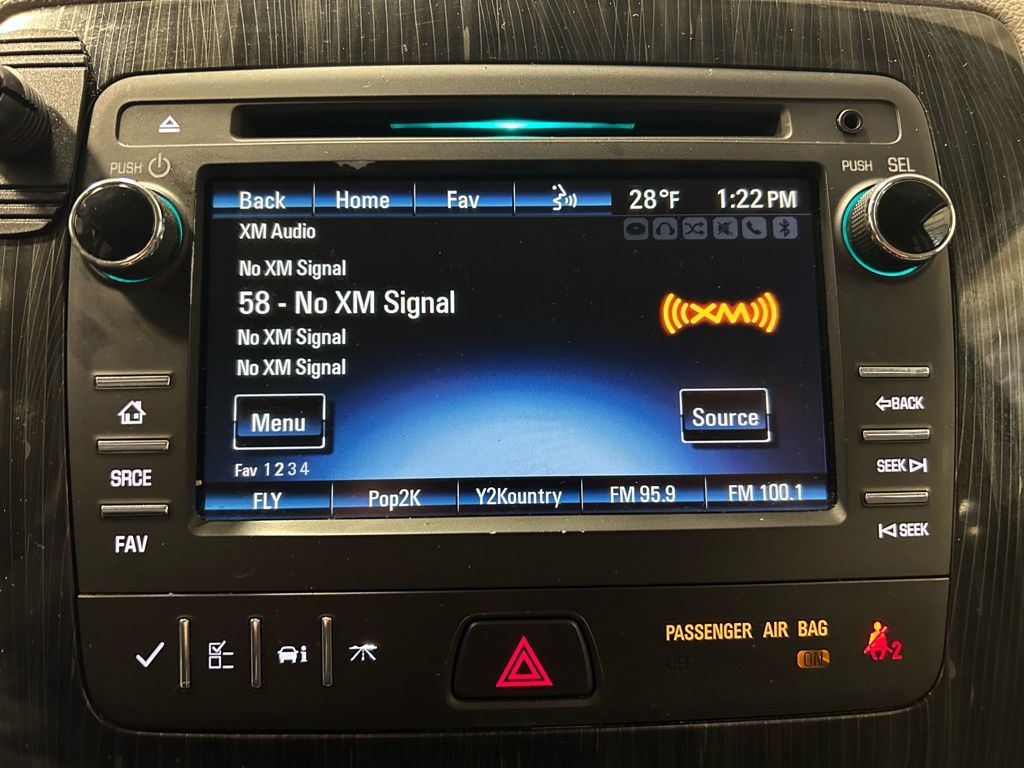 PUSH
PUSH SEL
Back Home Fav 28°F 1:22 PM
XM Audio
No XM Signal
58 - No XM Signal
XM
No XM Signal
No XM Signal
Menu
Source
Fav 1 2 3 4
FLY Pop2K Y2Kountry FM 95.9 FM 100.1
SRCE
FAV
BACK
SEEK
SEEK
PASSENGER AIR BAG
OFF ON
2